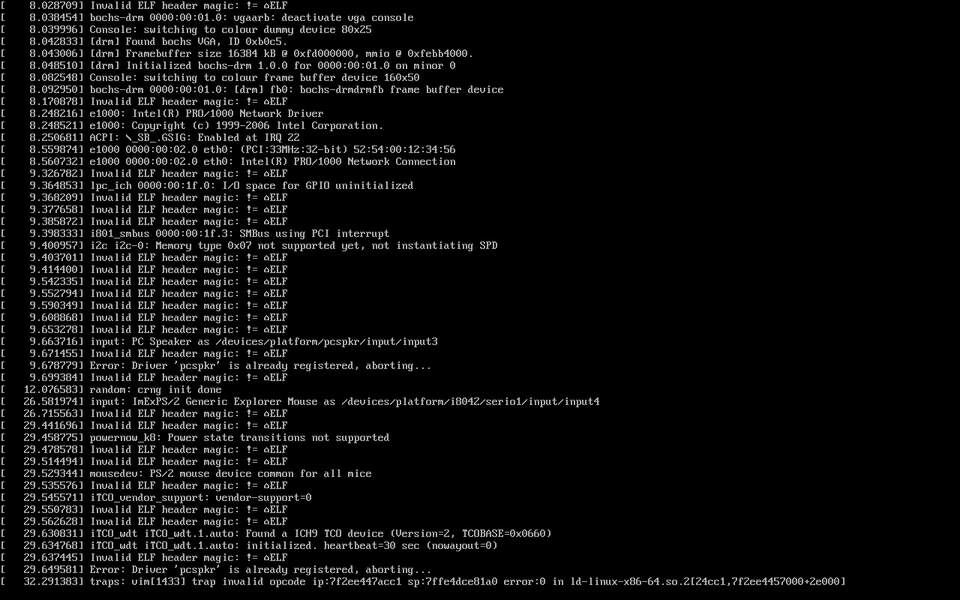 [    8.028709] Invalid ELF header magic: != ⌂ELF
[    8.038454] bochs-drm 0000:00:01.0: vgaarb: deactivate vga console
[    8.039996] Console: switching to colour dummy device 80x25
[    8.042833] [drm] Found bochs VGA, ID 0xb0c5.
[    8.043006] [drm] Framebuffer size 16384 kB @ 0xfd000000, mmio @ 0xfebb4000.
[    8.048510] [drm] Initialized bochs-drm 1.0.0 for 0000:00:01.0 on minor 0
[    8.082548] Console: switching to colour frame buffer device 160x50
[    8.092950] bochs-drm 0000:00:01.0: [drm] fb0: bochs-drmdrmfb frame buffer device
[    8.170878] Invalid ELF header magic: != ⌂ELF
[    8.248216] e1000: Intel(R) PRO/1000 Network Driver
[    8.248521] e1000: Copyright (c) 1999-2006 Intel Corporation.
[    8.250681] ACPI: \_SB_.GSIG: Enabled at IRQ 22
[    8.559874] e1000 0000:00:02.0 eth0: (PCI:33MHz:32-bit) 52:54:00:12:34:56
[    8.560732] e1000 0000:00:02.0 eth0: Intel(R) PRO/1000 Network Connection
[    9.326782] Invalid ELF header magic: != ⌂ELF
[    9.364853] lpc_ich 0000:00:1f.0: I/O space for GPIO uninitialized
[    9.368209] Invalid ELF header magic: != ⌂ELF
[    9.377658] Invalid ELF header magic: != ⌂ELF
[    9.385872] Invalid ELF header magic: != ⌂ELF
[    9.398333] i801_smbus 0000:00:1f.3: SMBus using PCI interrupt
[    9.400957] i2c i2c-0: Memory type 0x07 not supported yet, not instantiating SPD
[    9.403701] Invalid ELF header magic: != ⌂ELF
[    9.414400] Invalid ELF header magic: != ⌂ELF
[    9.542335] Invalid ELF header magic: != ⌂ELF
[    9.552794] Invalid ELF header magic: != ⌂ELF
[    9.590349] Invalid ELF header magic: != ⌂ELF
[    9.608868] Invalid ELF header magic: != ⌂ELF
[    9.653278] Invalid ELF header magic: != ⌂ELF
[    9.663716] input: PC Speaker as /devices/platform/pcspkr/input/input3
[    9.671455] Invalid ELF header magic: != ⌂ELF
[    9.678779] Error: Driver 'pcspkr' is already registered, aborting...
[    9.699384] Invalid ELF header magic: != ⌂ELF
[   12.076583] random: crng init done
[   26.581974] input: ImExPS/2 Generic Explorer Mouse as /devices/platform/i8042/serio1/input/input4
[   26.715563] Invalid ELF header magic: != ⌂ELF
[   29.441696] Invalid ELF header magic: != ⌂ELF
[   29.458775] powernow_k8: Power state transitions not supported
[   29.478578] Invalid ELF header magic: != ⌂ELF
[   29.514494] Invalid ELF header magic: != ⌂ELF
[   29.529344] mousedev: PS/2 mouse device common for all mice
[   29.535576] Invalid ELF header magic: != ⌂ELF
[   29.545571] iTCO_vendor_support: vendor-support=0
[   29.550783] Invalid ELF header magic: != ⌂ELF
[   29.562628] Invalid ELF header magic: != ⌂ELF
[   29.630831] iTCO_wdt iTCO_wdt.1.auto: Found a ICH9 TCO device (Version=2, TCOBASE=0x0660)
[   29.634768] iTCO_wdt iTCO_wdt.1.auto: initialized. heartbeat=30 sec (nowayout=0)
[   29.637445] Invalid ELF header magic: != ⌂ELF
[   29.649581] Error: Driver 'pcspkr' is already registered, aborting...
[   32.291383] traps: vim[1433] trap invalid opcode ip:7f2ee447acc1 sp:7ffe4dce81a0 error:0 in ld-linux-x86-64.so.2[24cc1,7f2ee4457000+2e000]